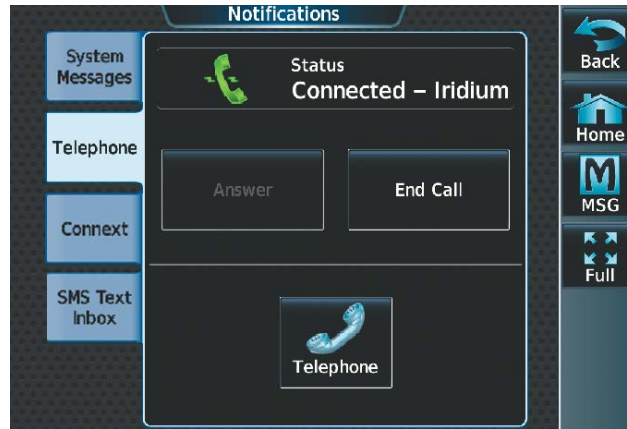 Notifications
System
Messages
Telephone
Connext
SMS Text
Inbox
Status
Connected – Iridium
Answer
End Call
Telephone
Back
Home
MSG
Full